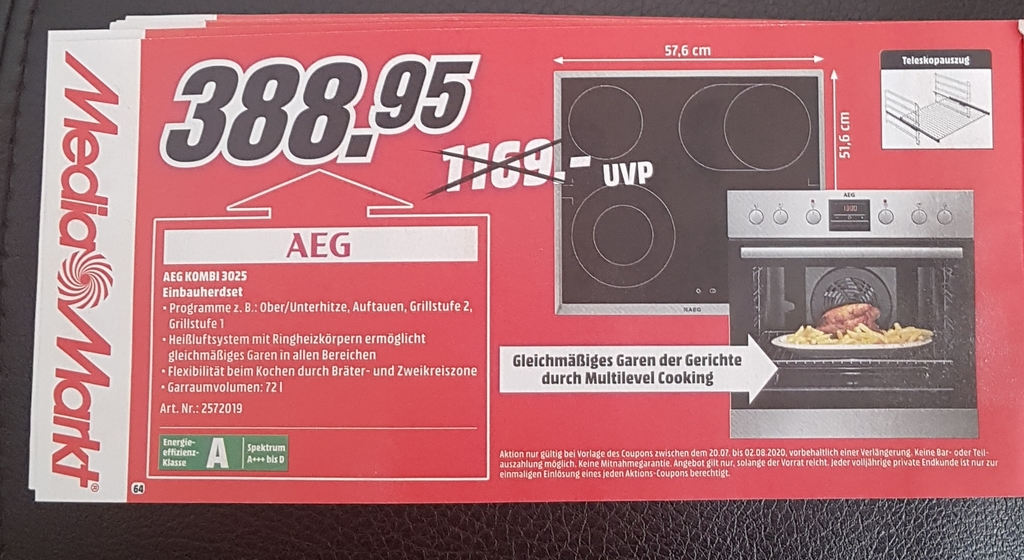 MediaMarkt®
388.95
1169.- UVP
AEG
AEG KOMBI 3025
Einbauherdset
• Programme z. B.: Ober/Unterhitze, Auftauen, Grillstufe 2,
Grillstufe 1
• Heißluftsystem mit Ringheizkörpern ermöglicht
gleichmäßiges Garen in allen Bereichen
• Flexibilität beim Kochen durch Bräter- und Zweikreiszone
• Garraumvolumen: 72 l
Art. Nr.: 2572019
Energie-
effizienz-
Klasse
A
Spektrum
A+++ bis D
64
57,6 cm
51,6 cm
Teleskopauszug
AEG
AEG
Gleichmäßiges Garen der Gerichte
durch Multilevel Cooking
Aktion nur gültig bei Vorlage des Coupons zwischen dem 20.07. bis 02.08.2020, vorbehaltlich einer Verlängerung. Keine Bar- oder Teil-
auszahlung möglich. Keine Mitnahmegarantie. Angebot gilt nur, solange der Vorrat reicht. Jeder volljährige private Endkunde ist nur zur
einmaligen Einlösung eines jeden Aktions-Coupons berechtigt.